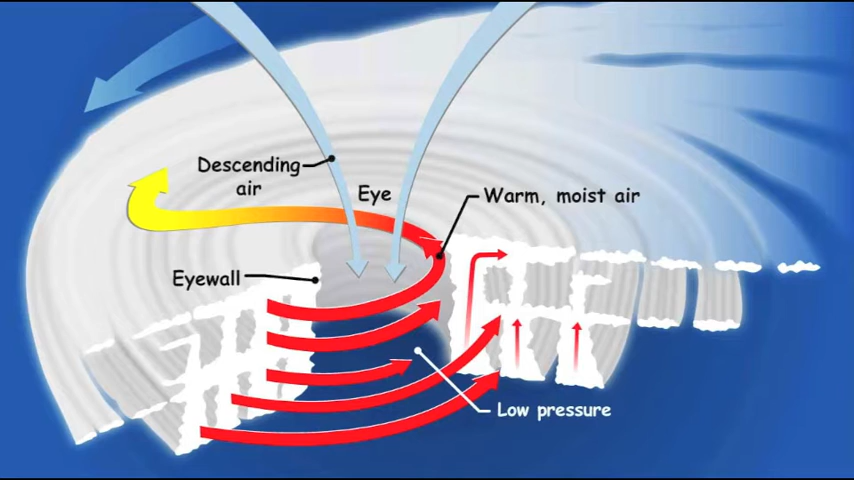 Descending
air
Eye
Warm, moist air
Eyewall
Low pressure